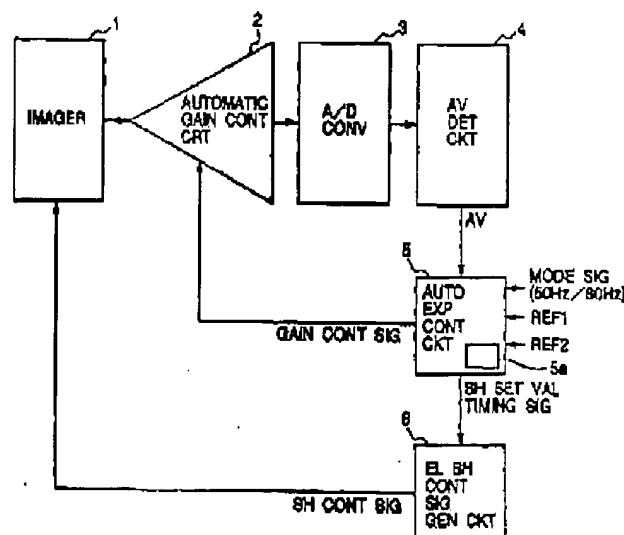 1
2
3
4
IMAGER
AUTOMATIC
GAIN CONT
CRT
A/D
CONV
AV
DET
CKT
AV
5
AUTO
EXP
CONT
CKT
MODE SIG
(50Hz/60Hz)
REF1
REF2
5a
GAIN CONT SIG
SH SET VAL
TIMING SIG
6
EL SH
CONT
SIG
GEN CKT
SH CONT SIG